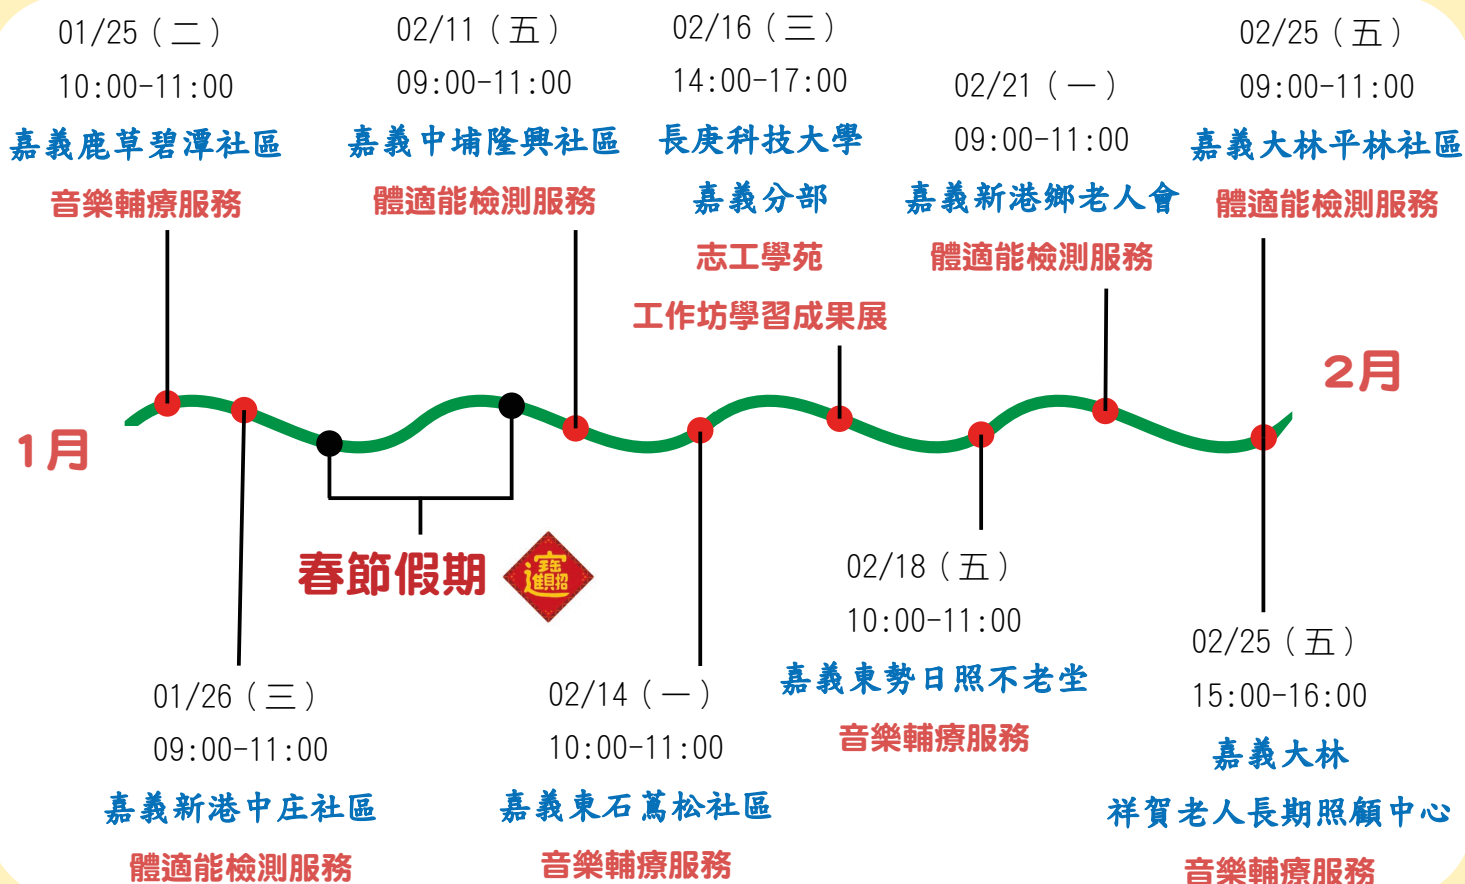 01/25（二）
10:00-11:00
嘉義鹿草碧潭社區
音樂輔療服務
02/11（五）
09:00-11:00
嘉義中埔隆興社區
體適能檢測服務
02/16（三）
14:00-17:00
長庚科技大學
嘉義分部
志工學苑
工作坊學習成果展
02/21（一）
09:00-11:00
嘉義新港鄉老人會
體適能檢測服務
02/25（五）
09:00-11:00
嘉義大林平林社區
體適能檢測服務
1月
2月
春節假期
招財進寶
01/26（三）
09:00-11:00
嘉義新港中庄社區
體適能檢測服務
02/14（一）
10:00-11:00
嘉義東石蔦松社區
音樂輔療服務
02/18（五）
10:00-11:00
嘉義東勢日照不老堂
音樂輔療服務
02/25（五）
15:00-16:00
嘉義大林
祥賀老人長期照顧中心
音樂輔療服務